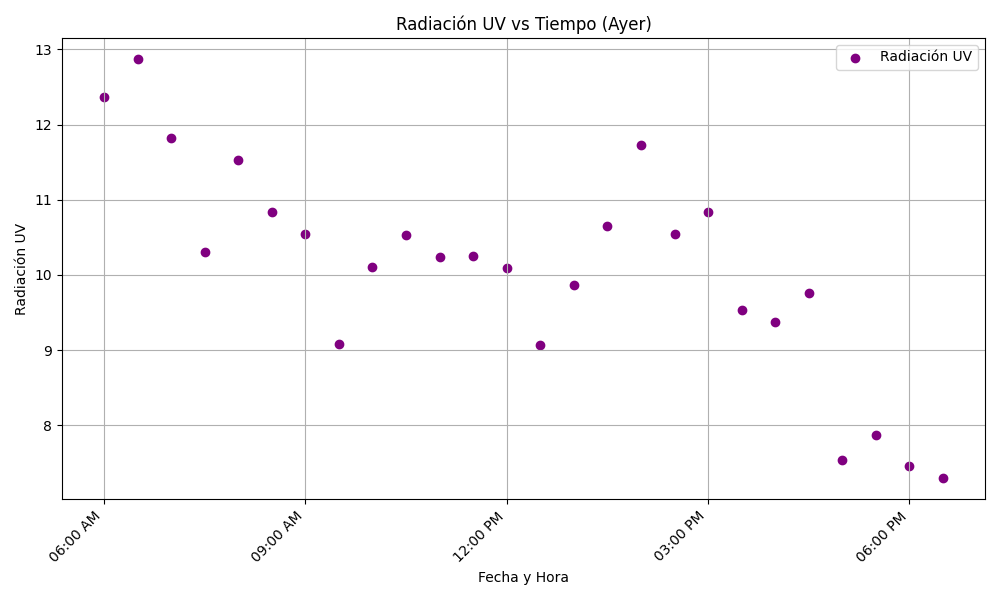 Radiación UV vs Tiempo (Ayer)
Radiación UV
13
12
11
10
9
8
Radiación UV
06:00 AM
09:00 AM
12:00 PM
03:00 PM
06:00 PM
Fecha y Hora